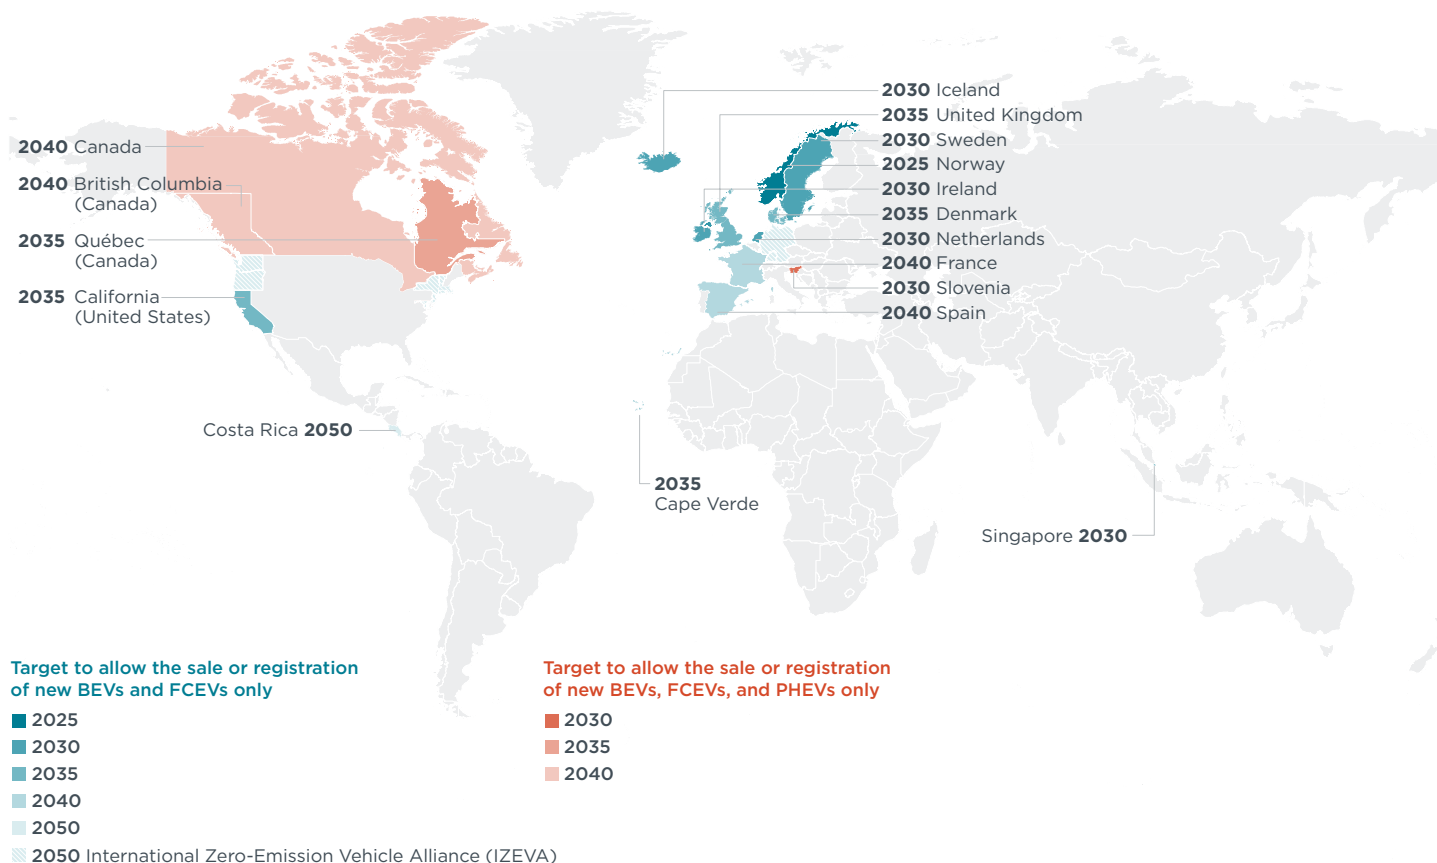 2030 Iceland
2035 United Kingdom
2030 Sweden
2025 Norway
2030 Ireland
2035 Denmark
2030 Netherlands
2040 France
2030 Slovenia
2040 Spain
2040 Canada
2040 British Columbia
(Canada)
2035 Québec
(Canada)
2035 California
(United States)
Costa Rica 2050
2035
Cape Verde
Singapore 2030
Target to allow the sale or registration
of new BEVs and FCEVs only
2025
2030
2035
2040
2050
2050 International Zero-Emission Vehicle Alliance (IZEVA)
Target to allow the sale or registration
of new BEVs, FCEVs, and PHEVs only
2030
2035
2040